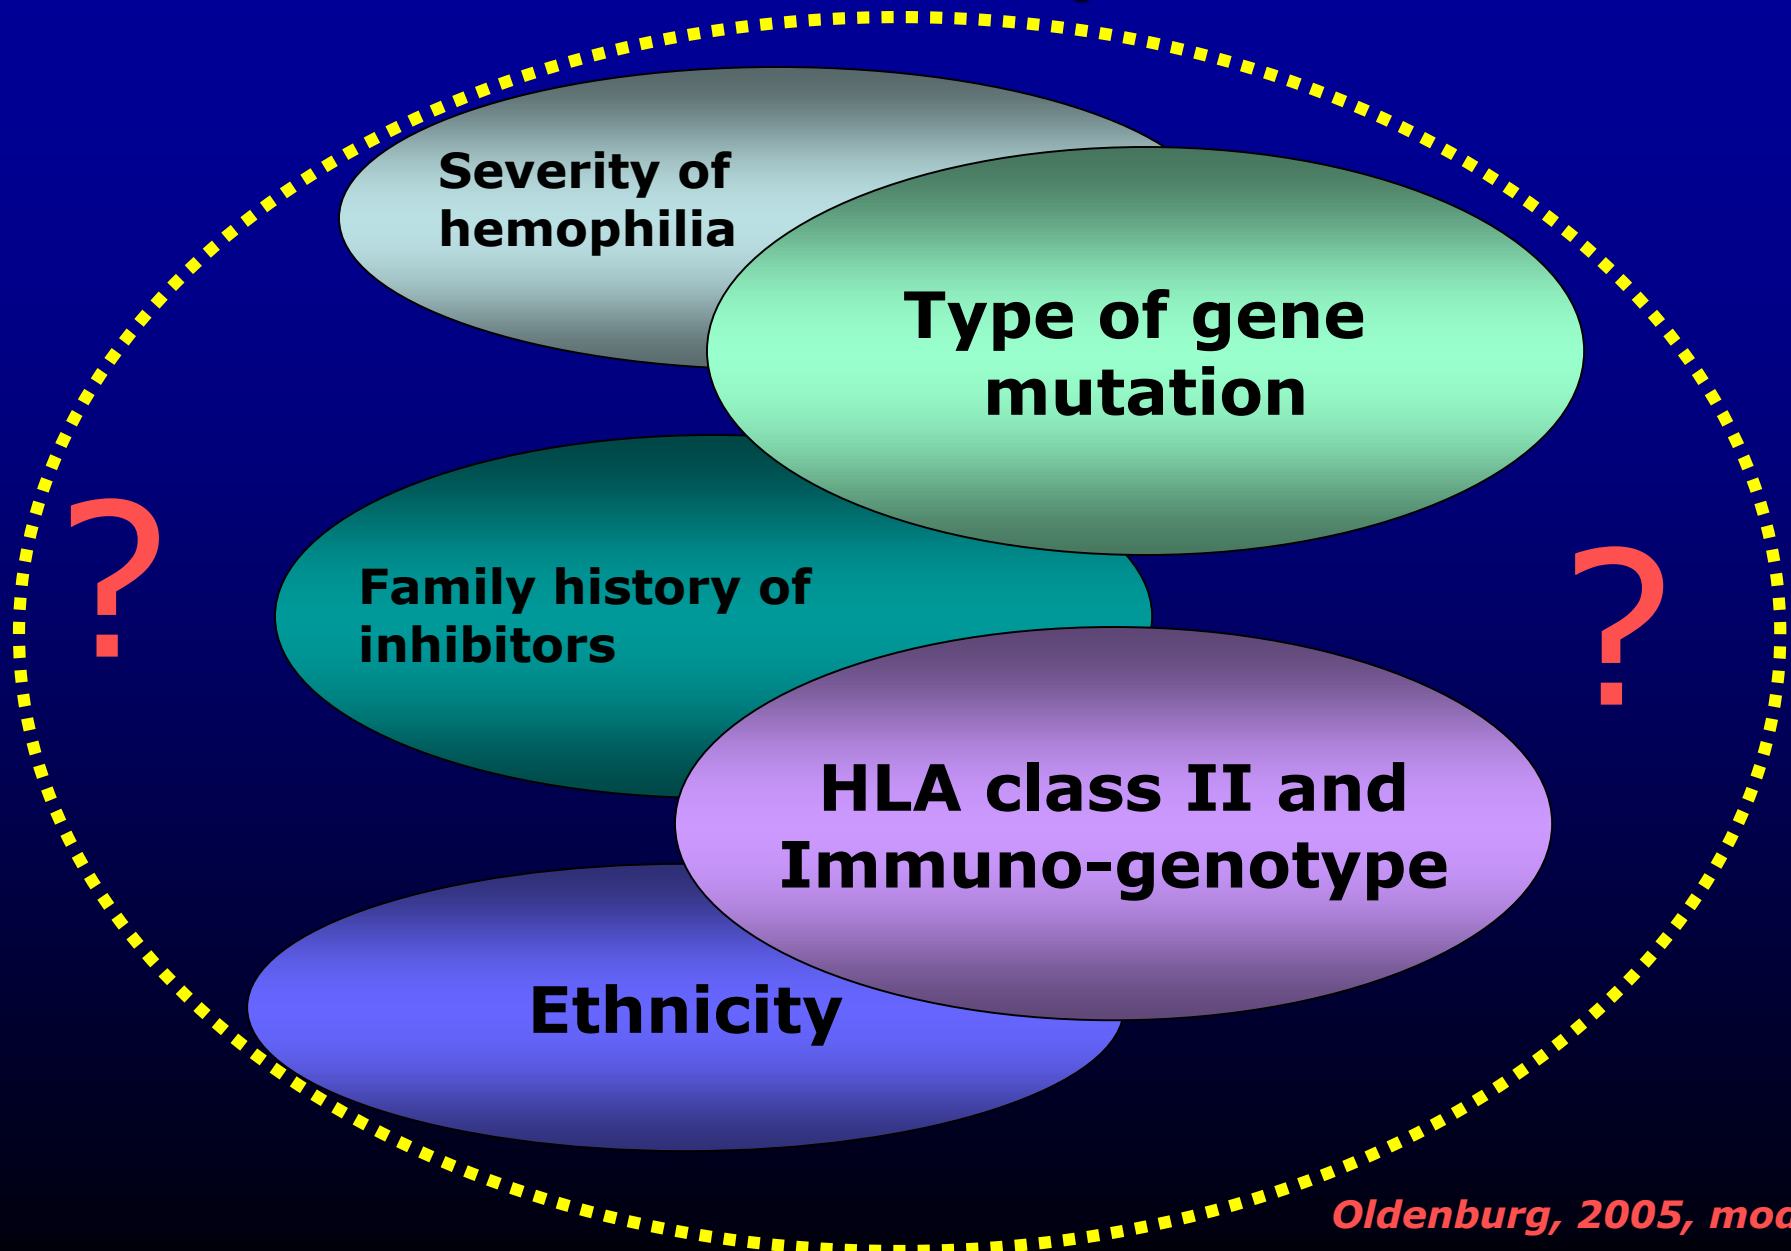 Severity of
hemophilia
Type of gene
mutation
?
Family history of
inhibitors
?
HLA class II and
Immuno-genotype
Ethnicity
Oldenburg, 2005,